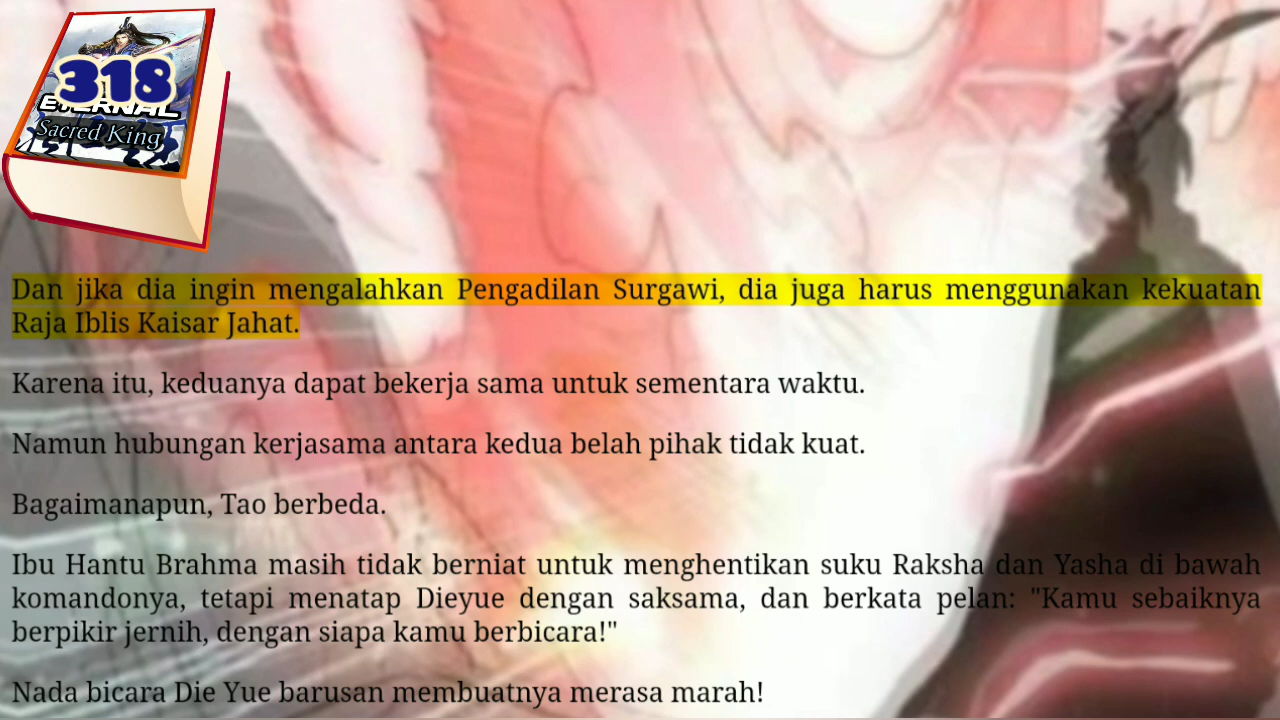 318
ETERNAL
Sacred King
Dan jika dia ingin mengalahkan Pengadilan Surgawi, dia juga harus menggunakan kekuatan
Raja Iblis Kaisar Jahat.
Karena itu, keduanya dapat bekerja sama untuk sementara waktu.
Namun hubungan kerjasama antara kedua belah pihak tidak kuat.
Bagaimanapun, Tao berbeda.
Ibu Hantu Brahma masih tidak berniat untuk menghentikan suku Raksha dan Yasha di bawah
komandonya, tetapi menatap Dieyue dengan saksama, dan berkata pelan: "Kamu sebaiknya
berpikir jernih, dengan siapa kamu berbicara!"
Nada bicara Die Yue barusan membuatnya merasa marah!